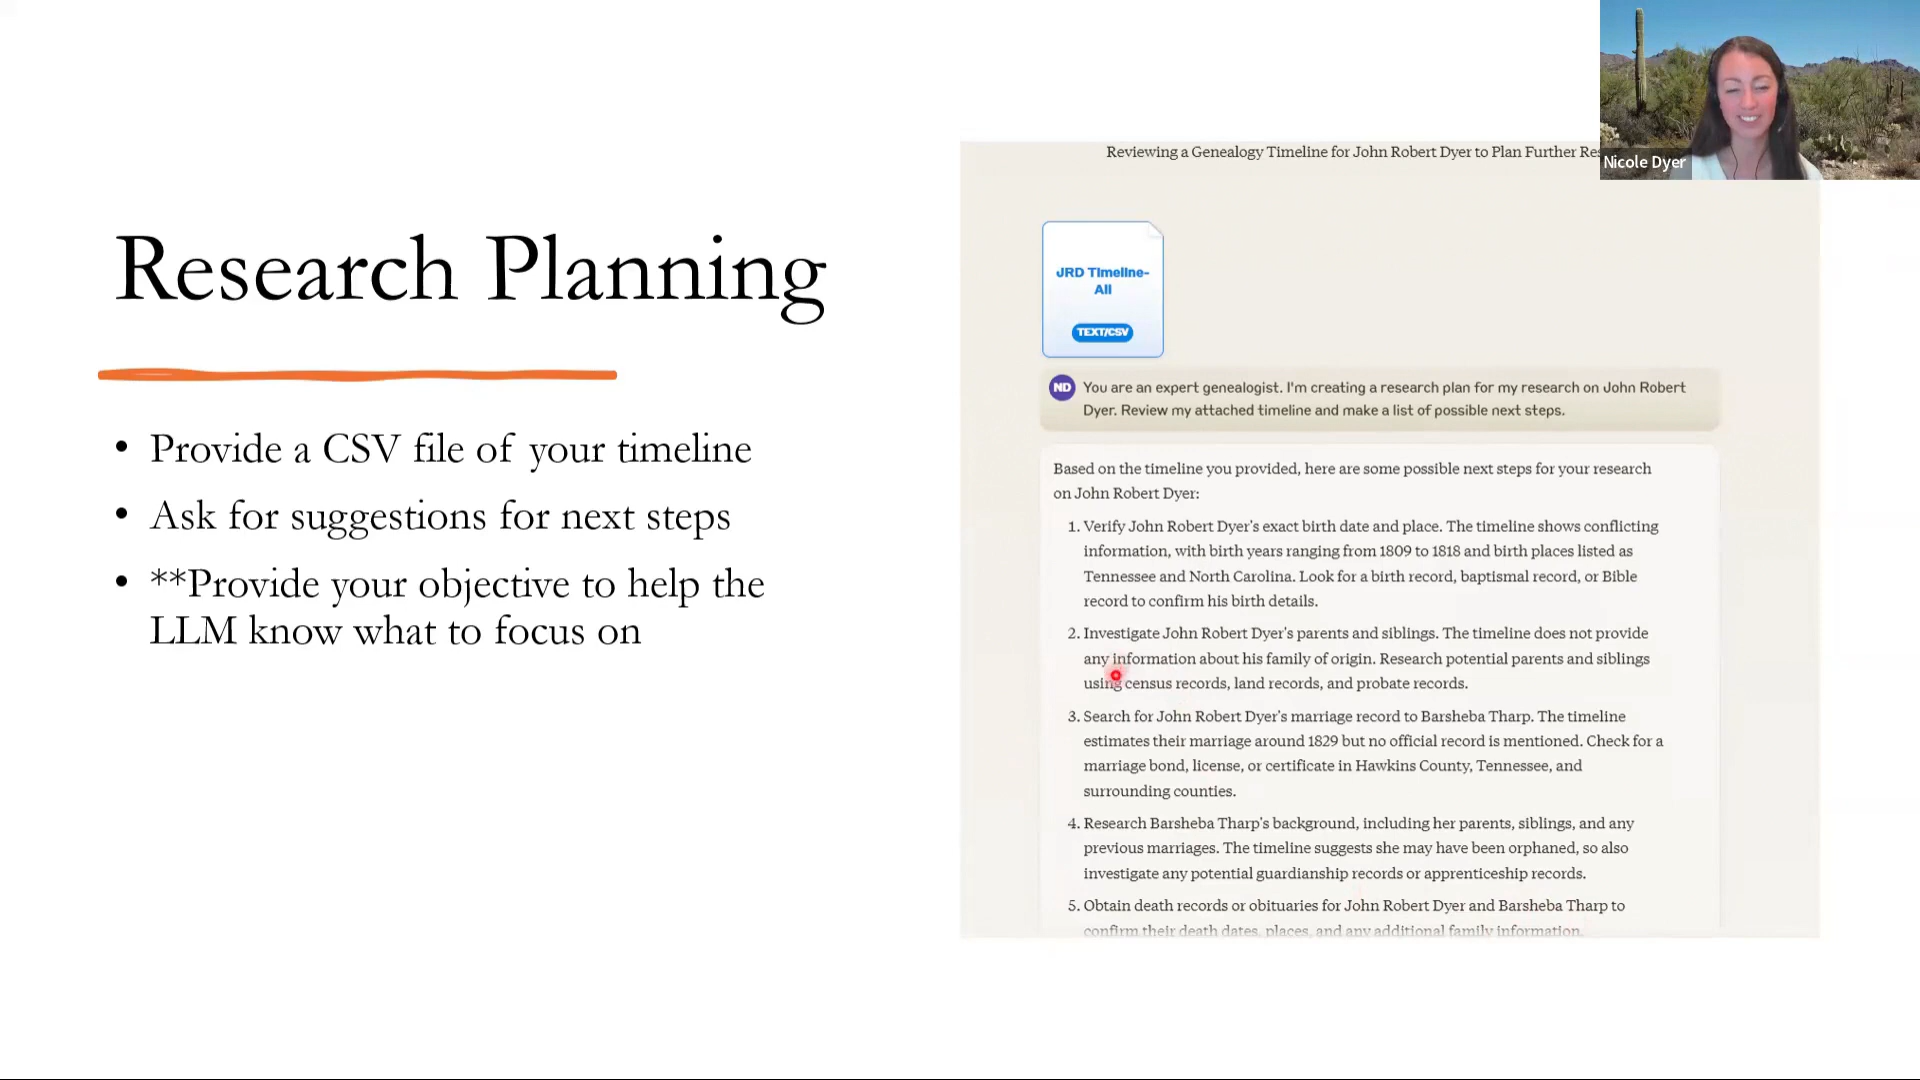 Research Planning
• Provide a CSV file of your timeline
• Ask for suggestions for next steps
• **Provide your objective to help the
LLM know what to focus on
Reviewing a Genealogy Timeline for John Robert Dyer to Plan Further Res
JRD Timeline-
All
TEXT/CSV
ND
You are an expert genealogist. I'm creating a research plan for my research on John Robert
Dyer. Review my attached timeline and make a list of possible next steps.
Based on the timeline you provided, here are some possible next steps for your research
on John Robert Dyer:
1. Verify John Robert Dyer's exact birth date and place. The timeline shows conflicting
information, with birth years ranging from 1809 to 1818 and birth places listed as
Tennessee and North Carolina. Look for a birth record, baptismal record, or Bible
record to confirm his birth details.
2. Investigate John Robert Dyer's parents and siblings. The timeline does not provide
any information about his family of origin. Research potential parents and siblings
using census records, land records, and probate records.
3. Search for John Robert Dyer's marriage record to Barsheba Tharp. The timeline
estimates their marriage around 1829 but no official record is mentioned. Check for a
marriage bond, license, or certificate in Hawkins County, Tennessee, and
surrounding counties.
4. Research Barsheba Tharp's background, including her parents, siblings, and any
previous marriages. The timeline suggests she may have been orphaned, so also
investigate any potential guardianship records or apprenticeship records.
5. Obtain death records or obituaries for John Robert Dyer and Barsheba Tharp to
confirm their death dates, places, and any additional family information.
Nicole Dyer